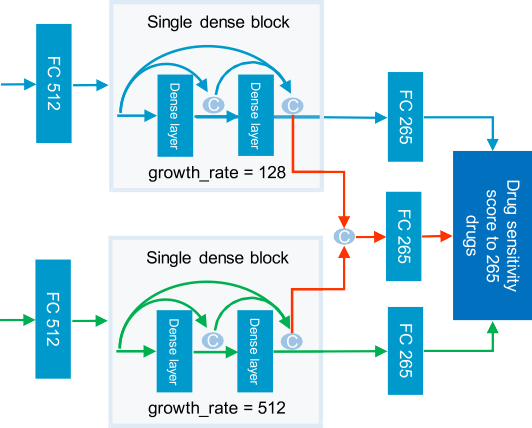 Single dense block
FC 512
Dense layer
C
Dense layer
C
growth_rate = 128
FC 265
C
FC 265
Drug sensitivity
score to 265
drugs
Single dense block
FC 512
Dense layer
C
Dense layer
C
growth_rate = 512
FC 265